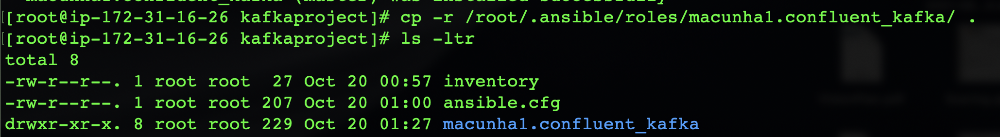 [root@ip-172-31-16-26 kafkaproject]# cp -r /root/.ansible/roles/macunha1.confluent_kafka/ .
[root@ip-172-31-16-26 kafkaproject]# ls -ltr
total 8
-rw-r--r--. 1 root root  27 Oct 20 00:57 inventory
-rw-r--r--. 1 root root 207 Oct 20 01:00 ansible.cfg
drwxr-xr-x. 8 root root 229 Oct 20 01:27 macunha1.confluent_kafka